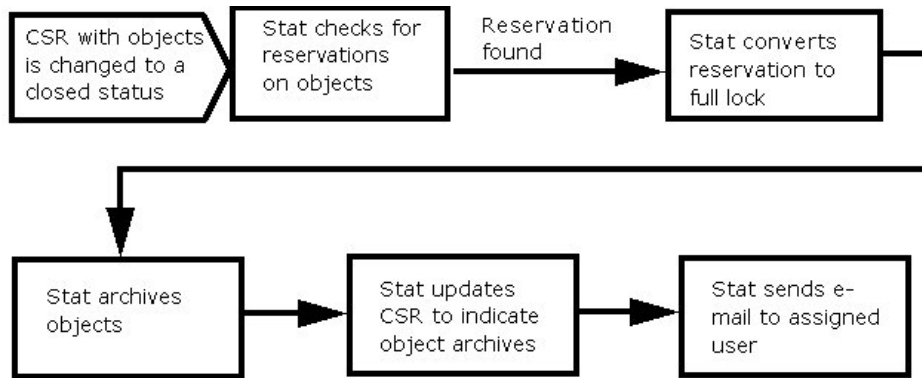 CSR with objects
is changed to a
closed status
Stat checks for
reservations
on objects
Reservation
found
Stat converts
reservation to
full lock
Stat archives
objects
Stat updates
CSR to indicate
object archives
Stat sends e-
mail to assigned
user